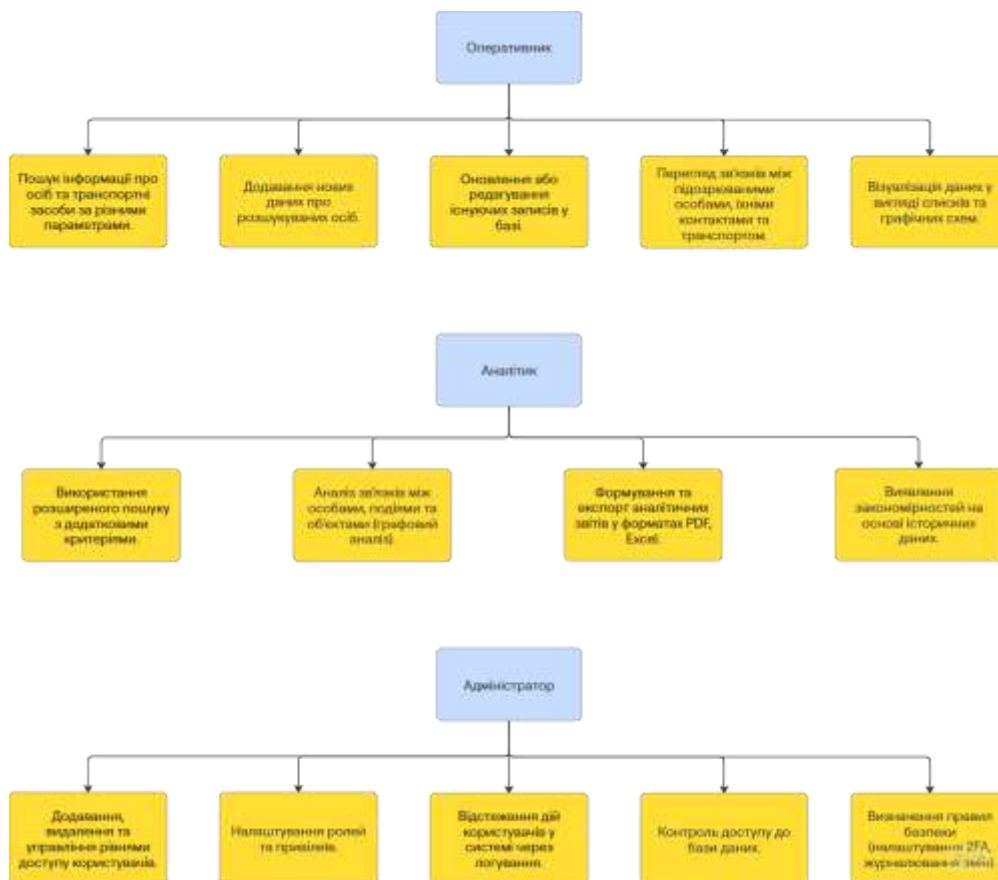 Оперативник
Пошук інформації про
осіб та транспортні
засоби за різними
параметрами.
Додавання нових
даних про
розшукуваних осіб.
Оновлення або
редагування
існуючих записів у
базі.
Перегляд зв'язків між
підозрюваними
особами, їхніми
контактами та
транспортом.
Візуалізація даних у
вигляді списків та
графічних схем.
Аналітик
Використання
розширеного пошуку
з додатковими
критеріями.
Аналіз зв'язків між
особами, подіями та
об'єктами (графовий
аналіз).
Формування та
експорт аналітичних
звітів у форматах PDF,
Excel.
Виявлення
закономірностей на
основі історичних
даних.
Адміністратор
Додавання,
видалення та
управління рівнями
доступу користувачів.
Налаштування ролей
та привілеїв.
Відстеження дій
користувачів у
системі через
логування.
Контроль доступу до
бази даних.
Визначення правил
безпеки
(налаштування 2FA,
журналювання змін).